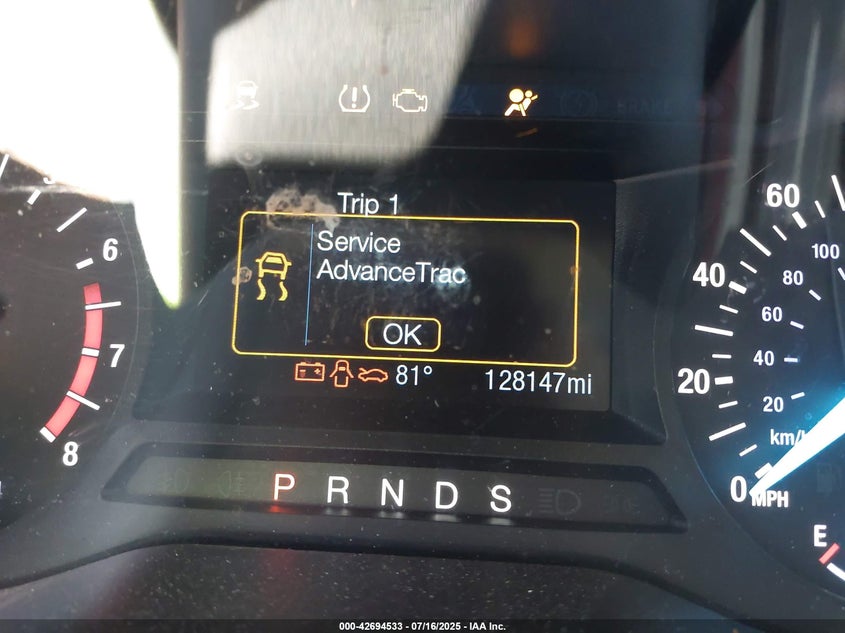 BRAKE
Trip 1
Service
AdvanceTrac
OK
81° 128147mi
6
7
8
P R N D S
60
40
20
0
MPH
100
80
60
40
20
km/h
E
000-42694533 - 07/16/2025 - IAA Inc.